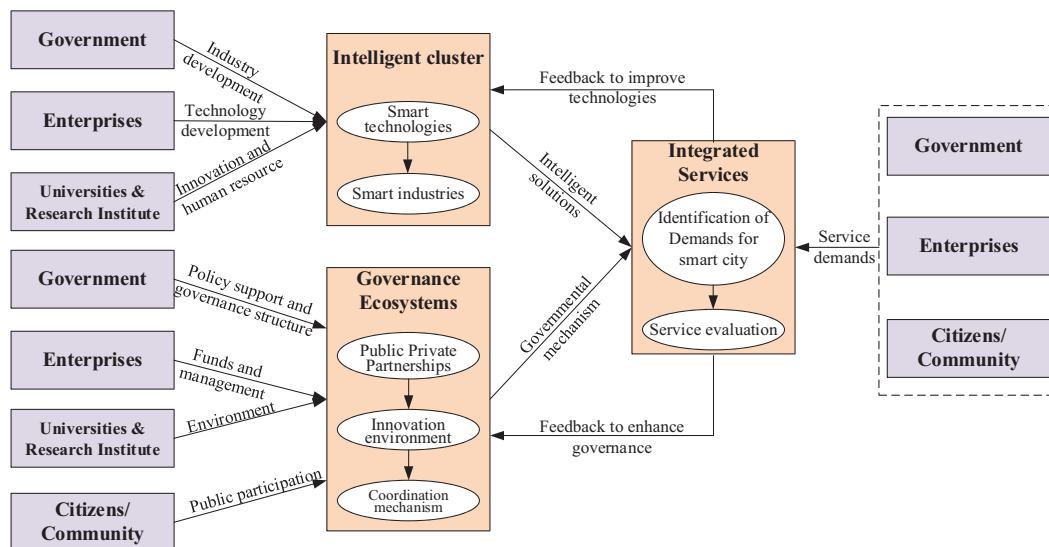 Government
Industry
development
Enterprises
Technology
development
Universities &
Research Institute
Innovation and
human resource
Government
Policy support and
governance structure
Enterprises
Funds and
management
Universities &
Research Institute
Environment
Citizens/
Community
Public participation
Intelligent cluster
Smart
technologies
Smart industries
Governance
Ecosystems
Public Private
Partnerships
Innovation
environment
Coordination
mechanism
Feedback to improve
technologies
Intelligent
solutions
Governmental
mechanism
Feedback to enhance
governance
Integrated
Services
Identification of
Demands for
smart city
Service evaluation
Service
demands
Government
Enterprises
Citizens/
Community